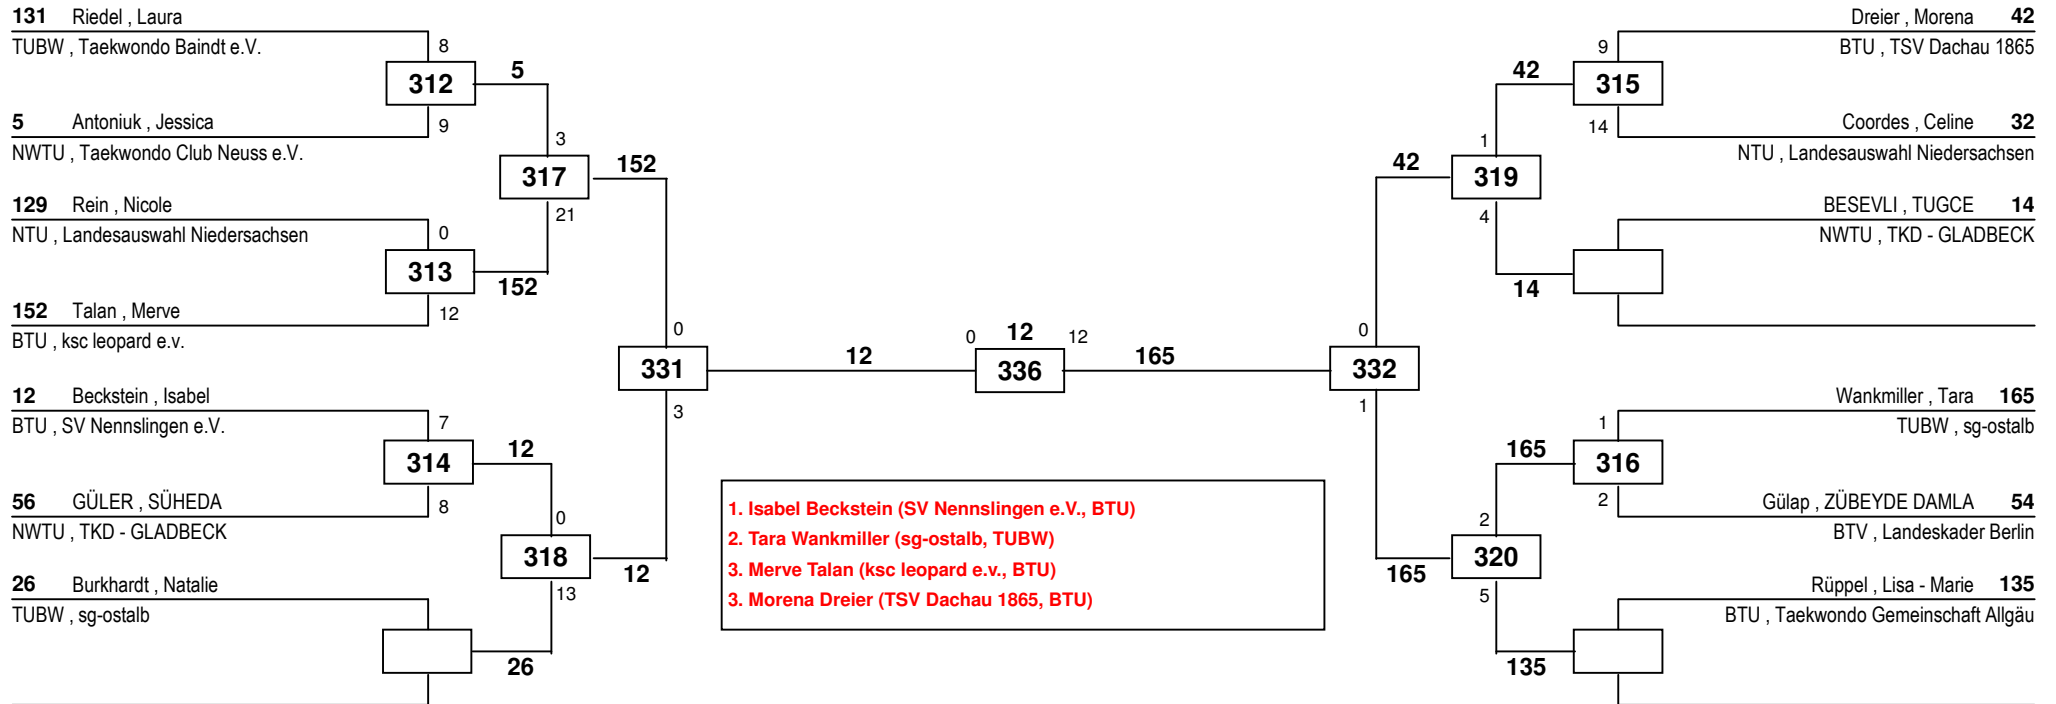 131 Riedel , Laura
TUBW , Taekwondo Baindt e.V.
8
312
5
5 Antoniuk , Jessica
9
NWTU , Taekwondo Club Neuss e.V.
3
317
152
21
129 Rein , Nicole
NTU , Landesauswahl Niedersachsen
0
313
152
152 Talan , Merve
12
BTU , ksc leopard e.v.
0
331
12
3
12 Beckstein , Isabel
BTU , SV Nennslingen e.V.
7
314
12
56 GÜLER , SÜHEDA
8
NWTU , TKD - GLADBECK
0
318
12
13
26 Burkhardt , Natalie
TUBW , sg-ostalb
26
0 12 12
336
165
1. Isabel Beckstein (SV Nennslingen e.V., BTU)
2. Tara Wankmiller (sg-ostalb, TUBW)
3. Merve Talan (ksc leopard e.v., BTU)
3. Morena Dreier (TSV Dachau 1865, BTU)
Dreier , Morena 42
BTU , TSV Dachau 1865
9
42
315
14
Coordes , Celine 32
NTU , Landesauswahl Niedersachsen
1
42
319
4
BESEVLI , TUGCE 14
NWTU , TKD - GLADBECK
14
0
332
1
Wankmiller , Tara 165
TUBW , sg-ostalb
1
165
316
2
Gülap , ZÜBEYDE DAMLA 54
BTV , Landeskader Berlin
2
320
165
5
Rüppel , Lisa - Marie 135
BTU , Taekwondo Gemeinschaft Allgäu
135